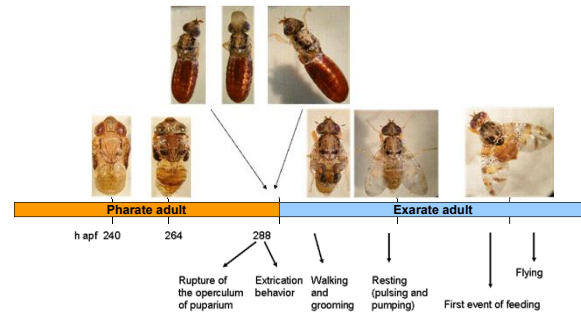 Pharate adult
Exarate adult
h apf 240
264
288
Rupture of
the operculum
of puparium
Extrication
behavior
Walking
and
grooming
Resting
(pulsing and
pumping)
First event of feeding
Flying